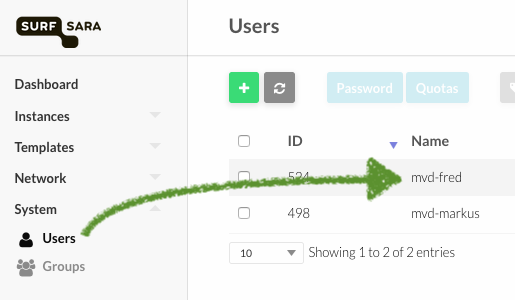 SURF SARA
Users
Dashboard
Instances
Templates
Network
System
Users
Groups
Password Quotas
ID Name
524 mvd-fred
498 mvd-markus
10 Showing 1 to 2 of 2 entries